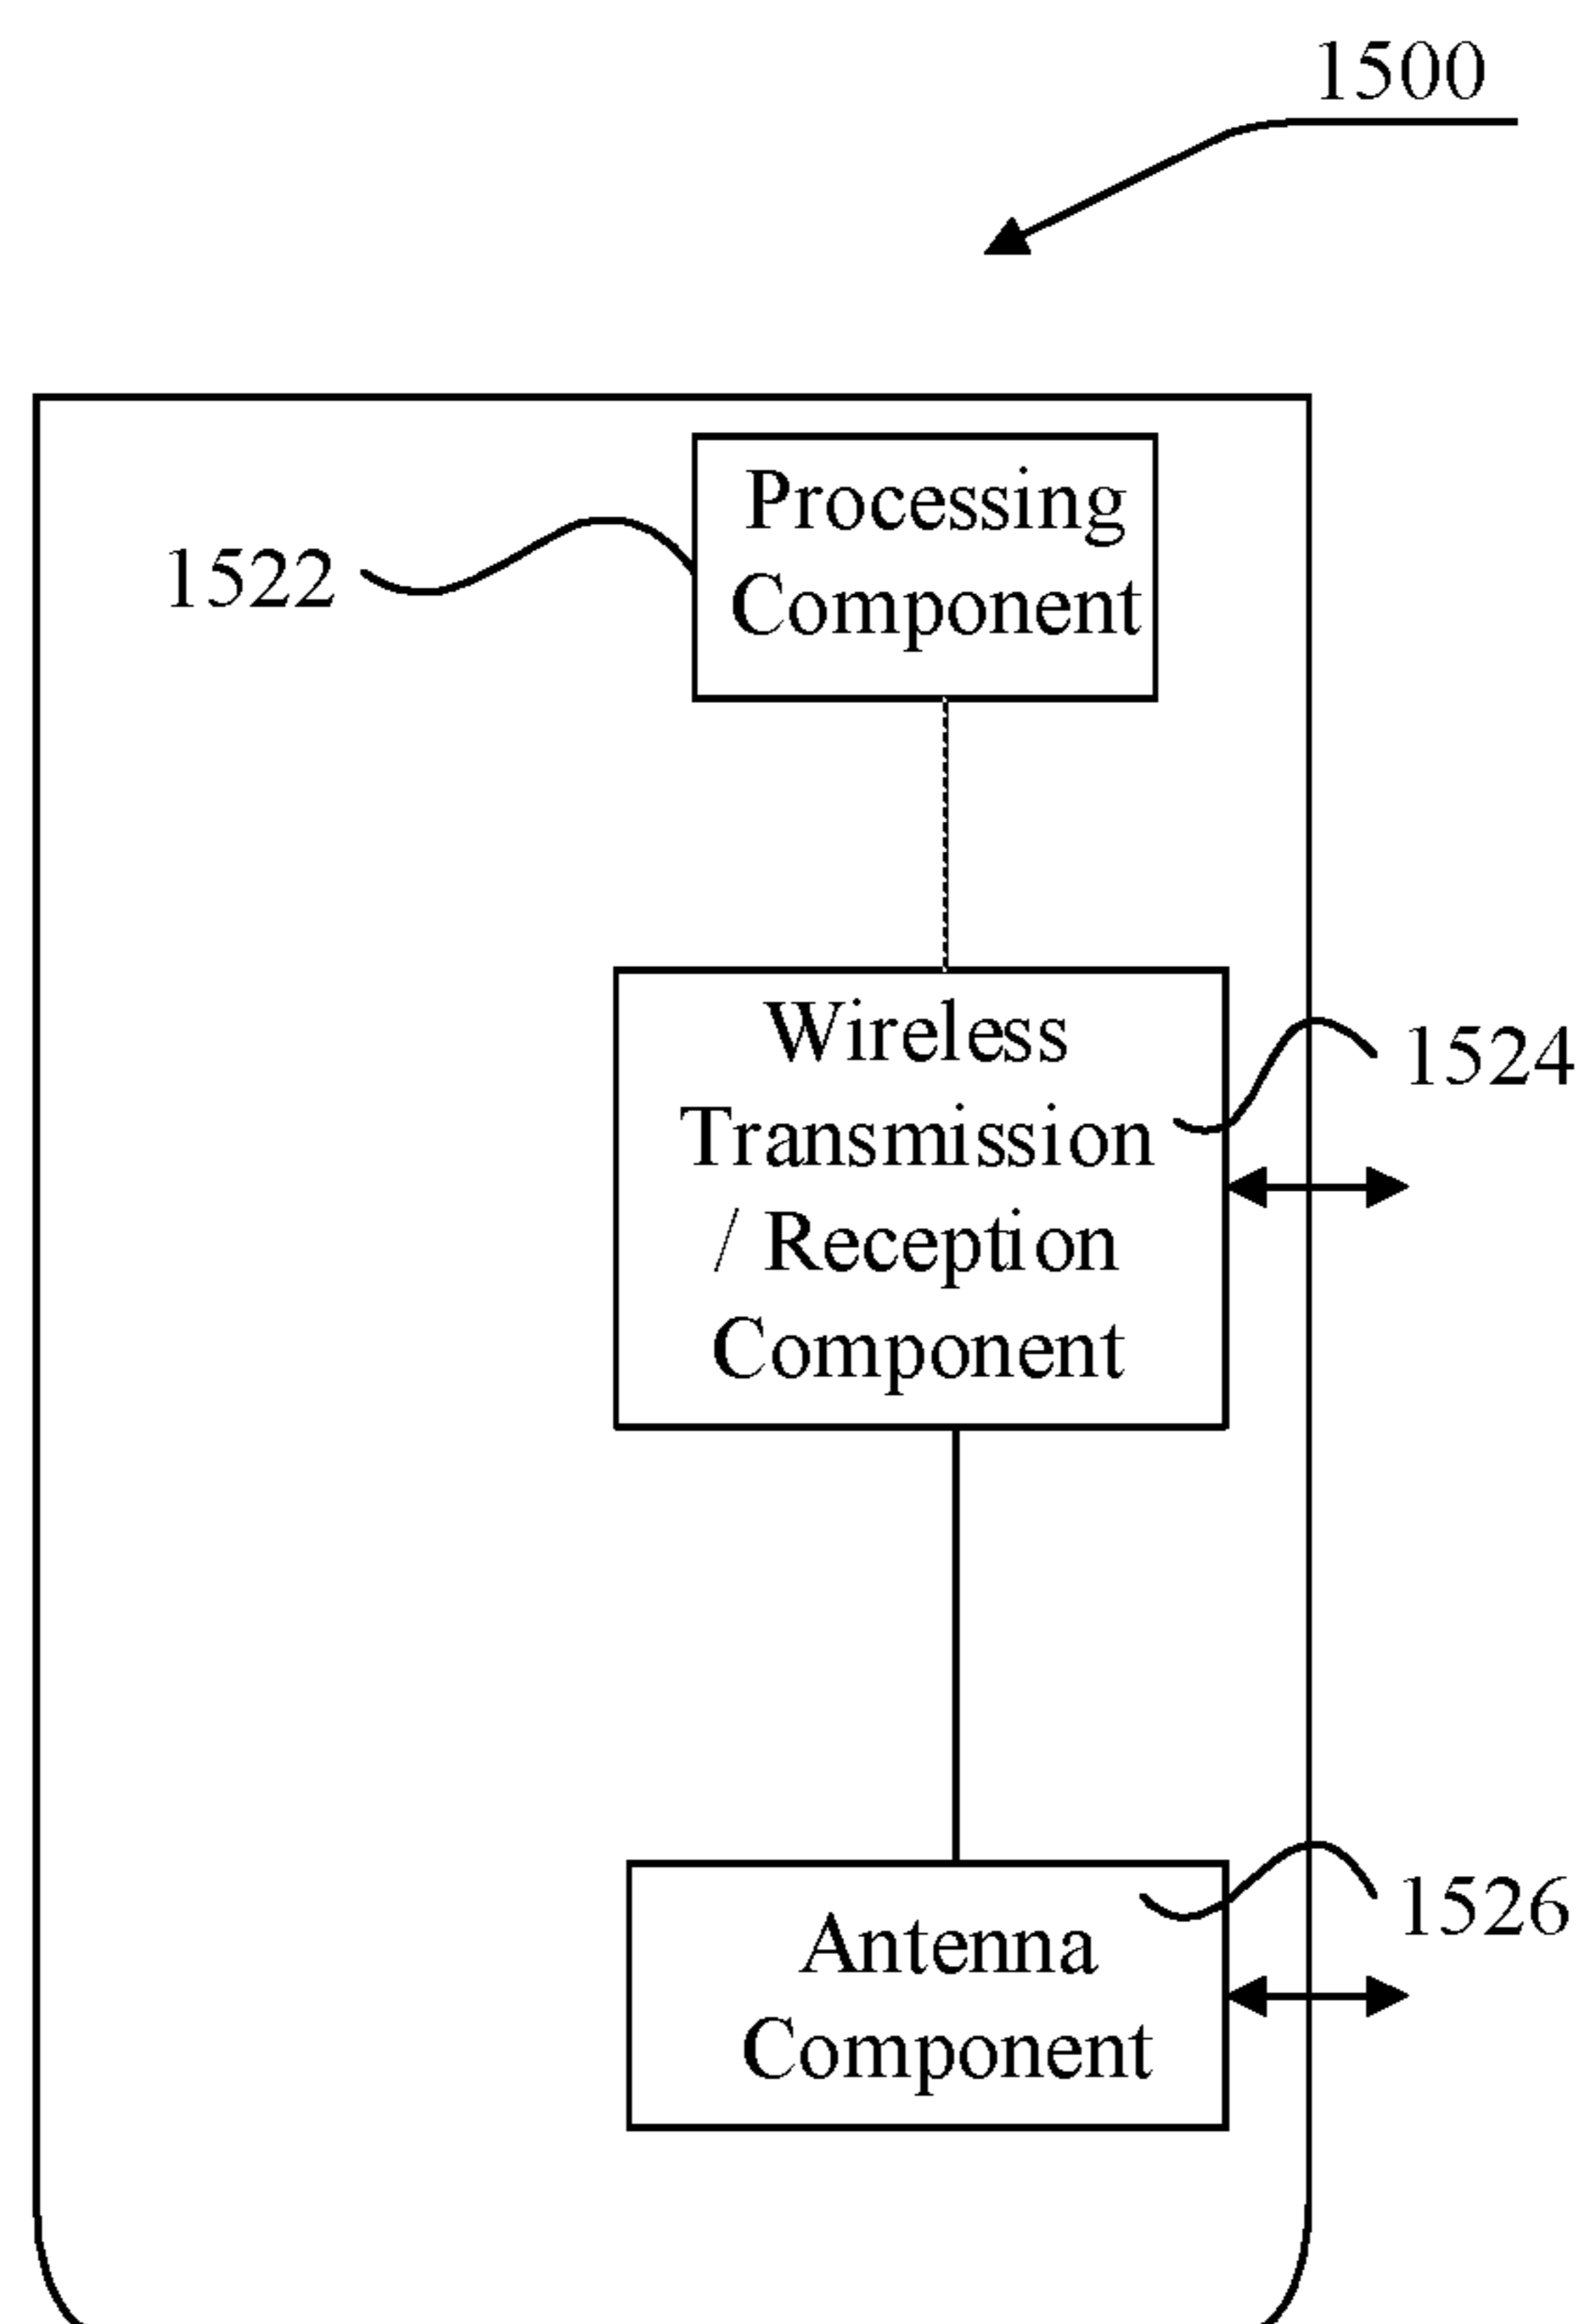 1500
Processing
Component
1522
Wireless
Transmission
/ Reception
Component
1524
Antenna
Component
1526